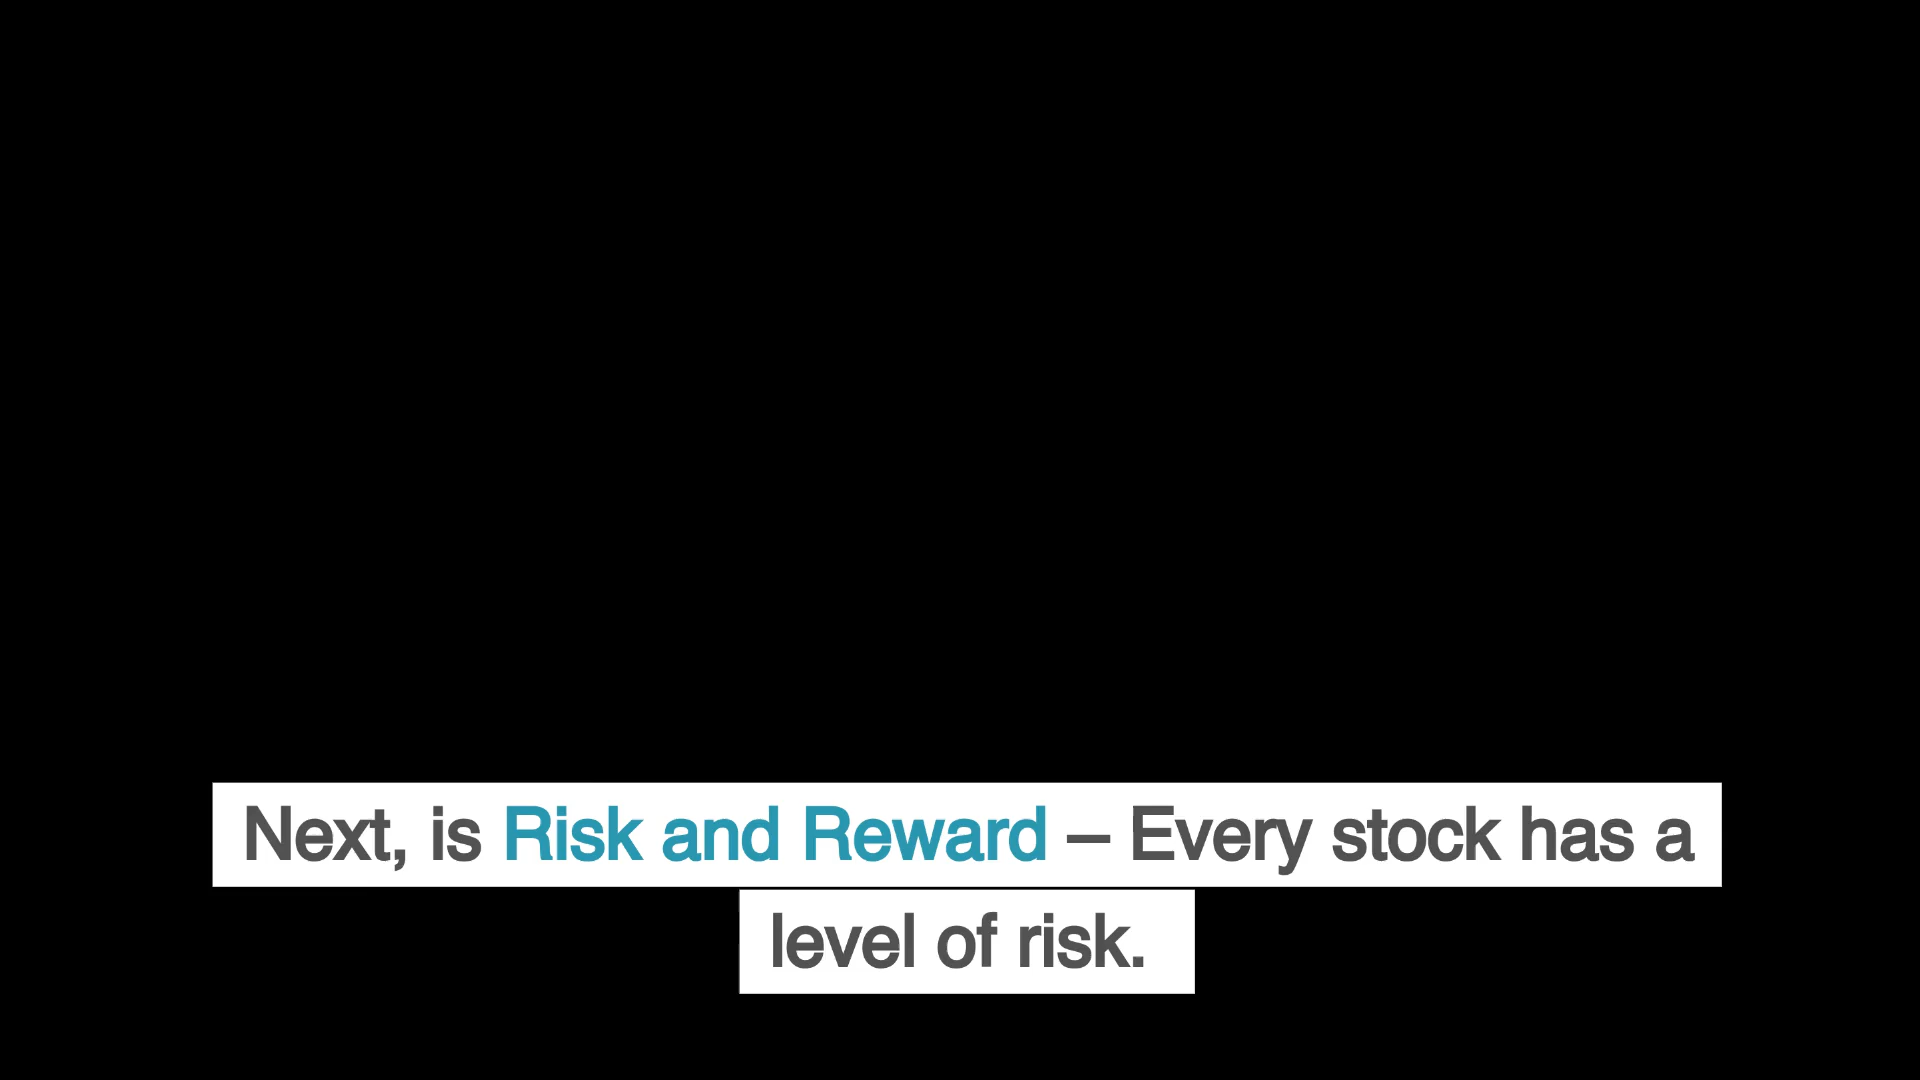 Next, is Risk and Reward – Every stock has a
level of risk.